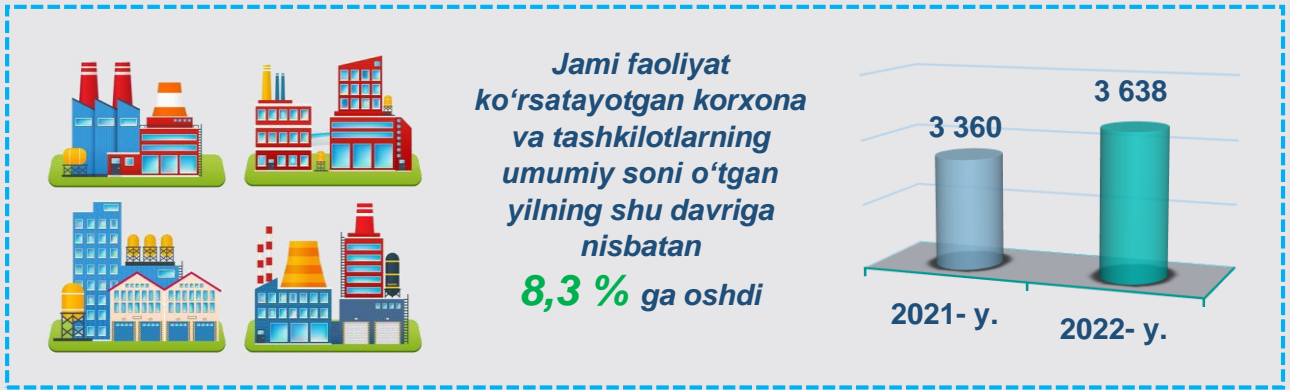 Jami faoliyat
ko‘rsatayotgan korxona
va tashkilotlarning
umumiy soni o‘tgan
yilning shu davriga
nisbatan
8,3 % ga oshdi
3 360
3 638
2021- y.
2022- y.